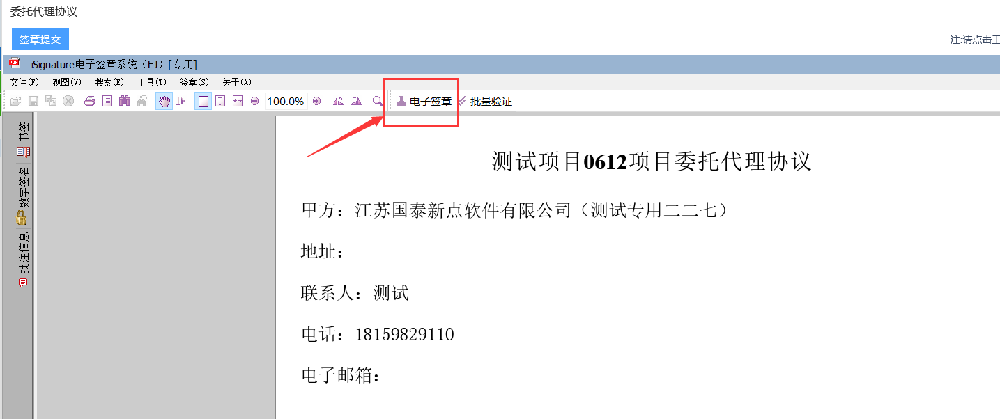 委托代理协议
签章提交
注:请点击工
iSignature电子签章系统（FJ）[专用]
文件(F) 视图(V) 搜索(E) 工具(T) 签章(S) 关于(A)
100.0% 电子签章 批量验证
书签
数字签名
批注信息
测试项目0612项目委托代理协议
甲方：江苏国泰新点软件有限公司（测试专用二二七）
地址：
联系人：测试
电话：18159829110
电子邮箱：